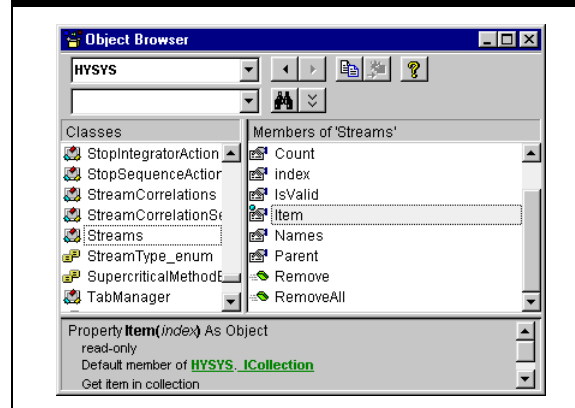 Object Browser
HYSYS
Classes
Members of 'Streams'
StopIntegratorAction
StopSequenceAction
StreamCorrelations
StreamCorrelationSe
Streams
StreamType_enum
SupercriticalMethodE
TabManager
Count
index
IsValid
Item
Names
Parent
Remove
RemoveAll
Property Item(index) As Object
read-only
Default member of HYSYS._ICollection
Get item in collection